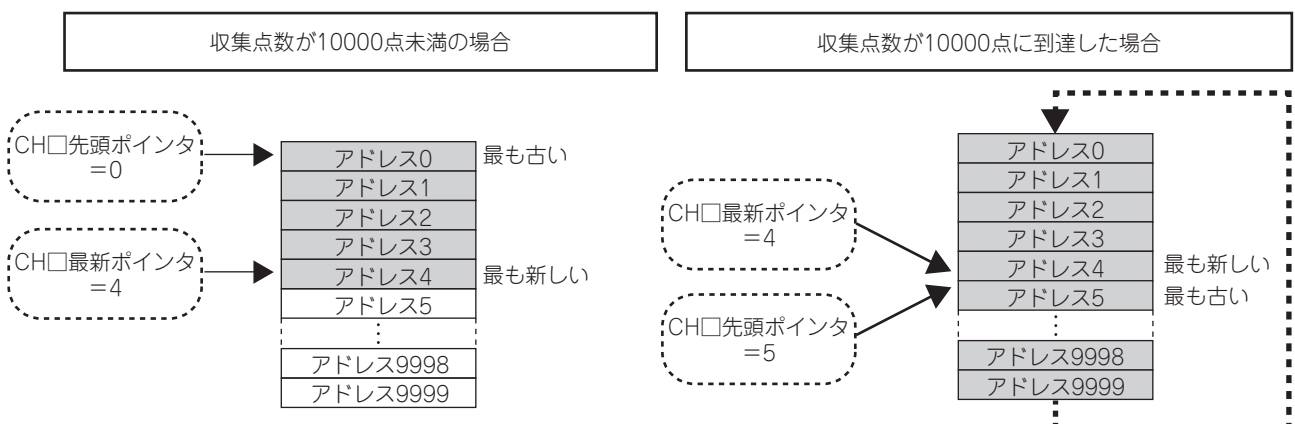 収集点数が10000点未満の場合
CH□先頭ポインタ
＝0
CH□最新ポインタ
＝4
アドレス0
最も古い
アドレス1
アドレス2
アドレス3
アドレス4
最も新しい
アドレス5
⋮
アドレス9998
アドレス9999
収集点数が10000点に到達した場合
CH□最新ポインタ
＝4
CH□先頭ポインタ
＝5
アドレス0
アドレス1
アドレス2
アドレス3
アドレス4
最も新しい
アドレス5
最も古い
⋮
アドレス9998
アドレス9999